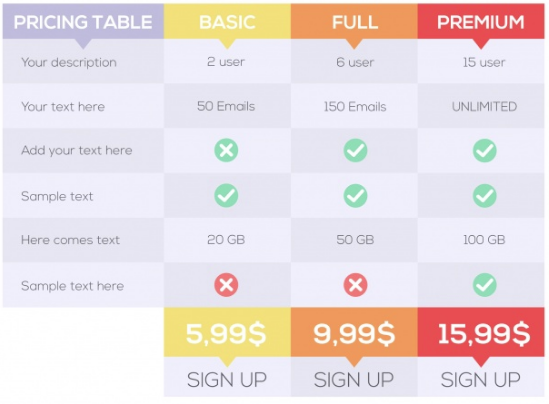 PRICING TABLE BASIC FULL PREMIUM
Your description 2 user 6 user 15 user
Your text here 50 Emails 150 Emails UNLIMITED
Add your text here
Sample text
Here comes text 20 GB 50 GB 100 GB
Sample text here
5,99$ 9,99$ 15,99$
SIGN UP SIGN UP SIGN UP